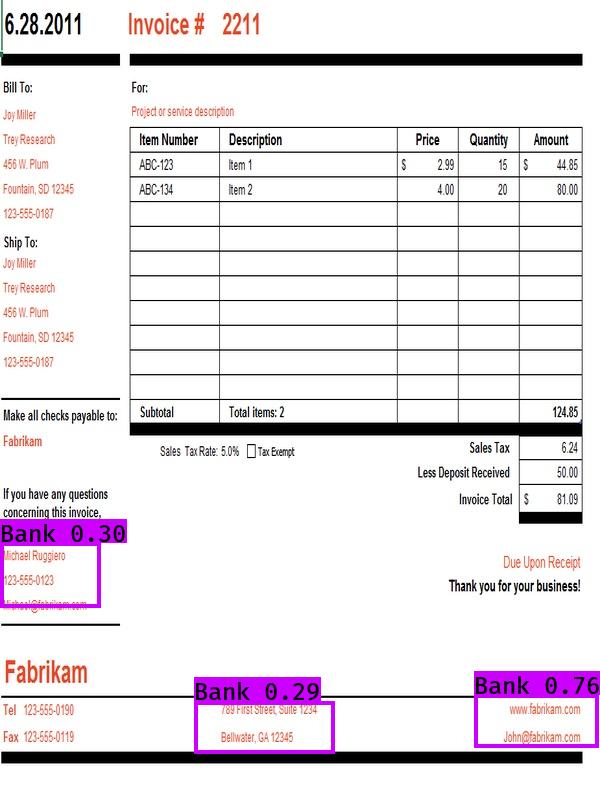 6.28.2011 Invoice # 2211
Bill To:
Joy Miller
Trey Research
456 W. Plum
Fountain, SD 12345
123-555-0187
Ship To:
Joy Miller
Trey Research
456 W. Plum
Fountain, SD 12345
123-555-0187
Make all checks payable to:
Fabrikam
If you have any questions
concerning this invoice,
Bank 0.30
Michael Ruggiero
123-555-0123
Michael@fabrikam.com
For:
Project or service description
Item Number Description Price Quantity Amount
ABC-123 Item 1 $ 2.99 15 $ 44.85
ABC-134 Item 2 4.00 20 80.00
Subtotal Total items: 2 124.85
Sales Tax Rate: 5.0% Tax Exempt
Sales Tax 6.24
Less Deposit Received 50.00
Invoice Total $ 81.09
Due Upon Receipt
Thank you for your business!
Fabrikam
Bank 0.29 Bank 0.76
Tel 123-555-0190 789 First Street, Suite 1234 www.fabrikam.com
Fax 123-555-0119 Bellwater, GA 12345 John@fabrikam.com